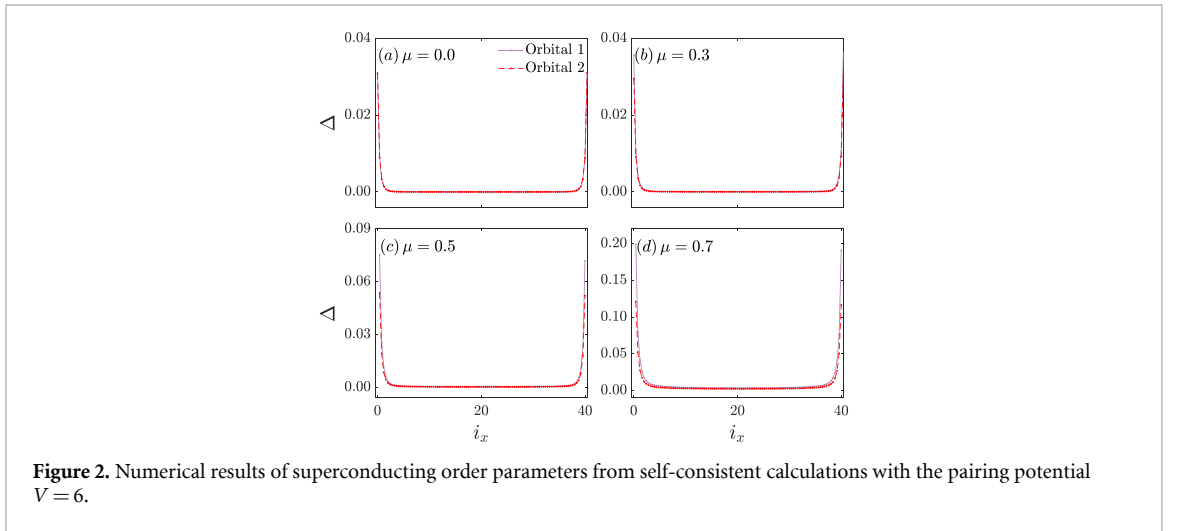 0.04
(a) μ = 0.0
Orbital 1
Orbital 2
0.02
Δ
0.00
0.04
(b) μ = 0.3
0.02
0.00
0.09
(c) μ = 0.5
0.06
Δ
0.03
0.00
0 20 40
i_x
(d) μ = 0.7
0.20
0.15
0.10
0.05
0.00
0 20 40
i_x
Figure 2. Numerical results of superconducting order parameters from self-consistent calculations with the pairing potential
V = 6.